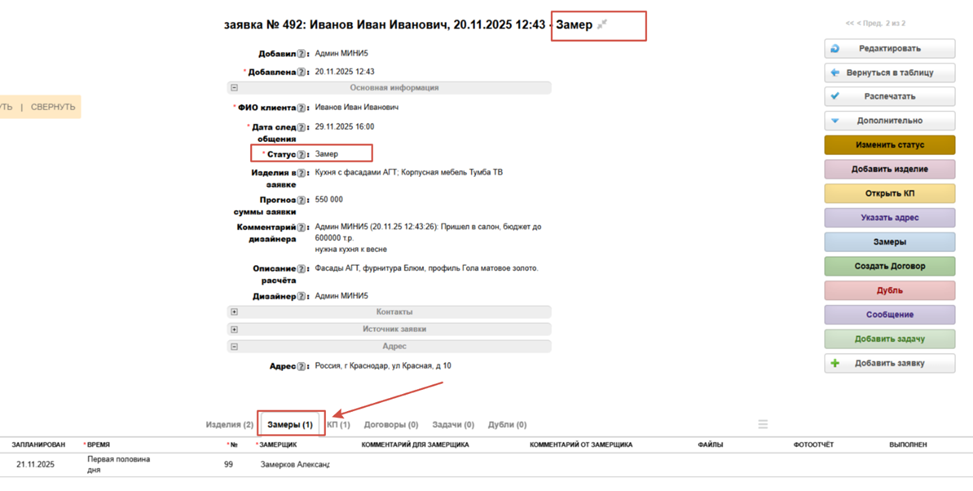 заявка № 492: Иванов Иван Иванович, 20.11.2025 12:43 - Замер
<< < Пред. 2 из 2
Добавил ? : Админ МИНИ5
* Добавлена ? : 20.11.2025 12:43
Основная информация
СВЕРНУТЬ
* ФИО клиента ? : Иванов Иван Иванович
* Дата след ? : 29.11.2025 16:00
общения
* Статус ? : Замер
Изделия в ? : Кухня с фасадами АГТ; Корпусная мебель Тумба ТВ
заявке
Прогноз ? : 550 000
суммы заявки
Комментарий ? : Админ МИНИ5 (20.11.25 12:43:26): Пришел в салон, бюджет до
дизайнера 600000 т.р.
нужна кухня к весне
Описание ? : Фасады АГТ, фурнитура Блюм, профиль Гола матовое золото.
расчёта
Дизайнер ? : Админ МИНИ5
Контакты
Источник заявки
Адрес
Адрес ? : Россия, г Краснодар, ул Красная, д 10
Редактировать
Вернуться в таблицу
Распечатать
Дополнительно
Изменить статус
Добавить изделие
Открыть КП
Указать адрес
Замеры
Создать Договор
Дубль
Сообщение
Добавить задачу
Добавить заявку
Изделия (2) Замеры (1) КП (1) Договоры (0) Задачи (0) Дубли (0)
ЗАПЛАНИРОВАН * ВРЕМЯ * № * ЗАМЕРЩИК КОММЕНТАРИЙ ДЛЯ ЗАМЕРЩИКА КОММЕНТАРИЙ ОТ ЗАМЕРЩИКА ФАЙЛЫ ФОТООТЧЁТ ВЫПОЛНЕН
21.11.2025 Первая половина 99 Замерков Александ
дня